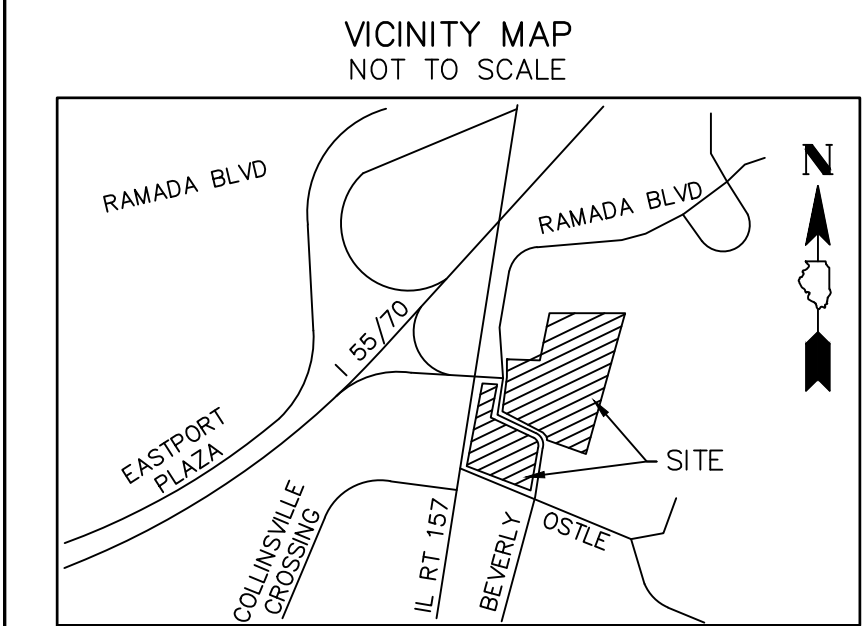 VICINITY MAP
NOT TO SCALE
RAMADA BLVD
N
RAMADA BLVD
I 55/70
EASTPORT
PLAZA
SITE
COLLINSVILLE
CROSSING
IL RT 157
BEVERLY
OSTLE